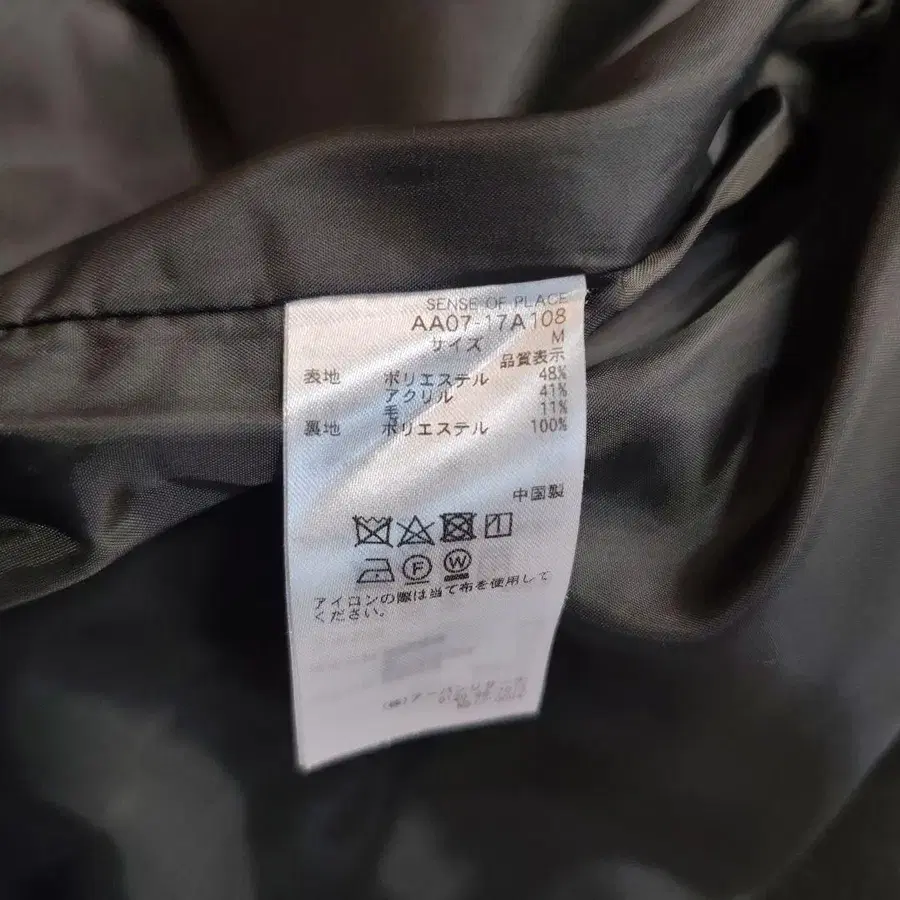 SENSE OF PLACE
AA07-17A108
サイズ M
品質表示
表地 ポリエステル 48%
アクリル 41%
毛 11%
裏地 ポリエステル 100%
中国製
F W
アイロンの際は当て布を使用して
ください。